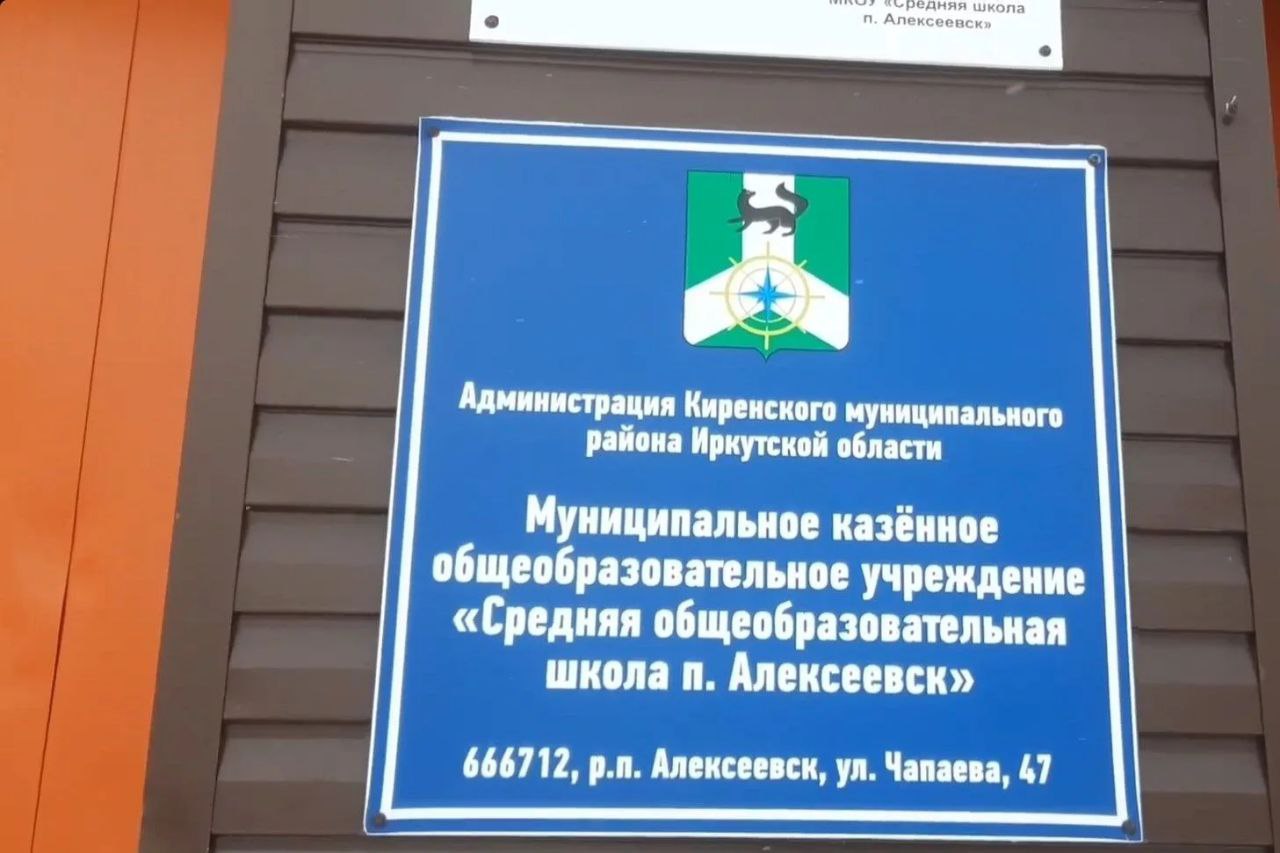 МКОУ «Средняя школа
п. Алексеевск»
Администрация Киренского муниципального
района Иркутской области
Муниципальное казённое
общеобразовательное учреждение
«Средняя общеобразовательная
школа п. Алексеевск»
666712, р.п. Алексеевск, ул. Чапаева, 47